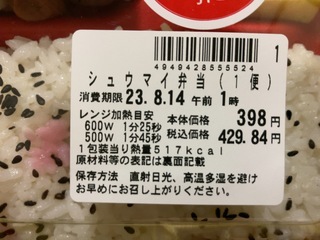 4949428555524
1
シュウマイ弁当（1便）
消費期限 23.8.14 午前 1時
レンジ加熱目安 本体価格 398円
600W 1分25秒
500W 1分45秒 税込価格 429.84円
1包装当り熱量517kcal
原材料等の表記は裏面記載
保存方法 直射日光、高温多湿を避け
お早めにお召し上がりください。